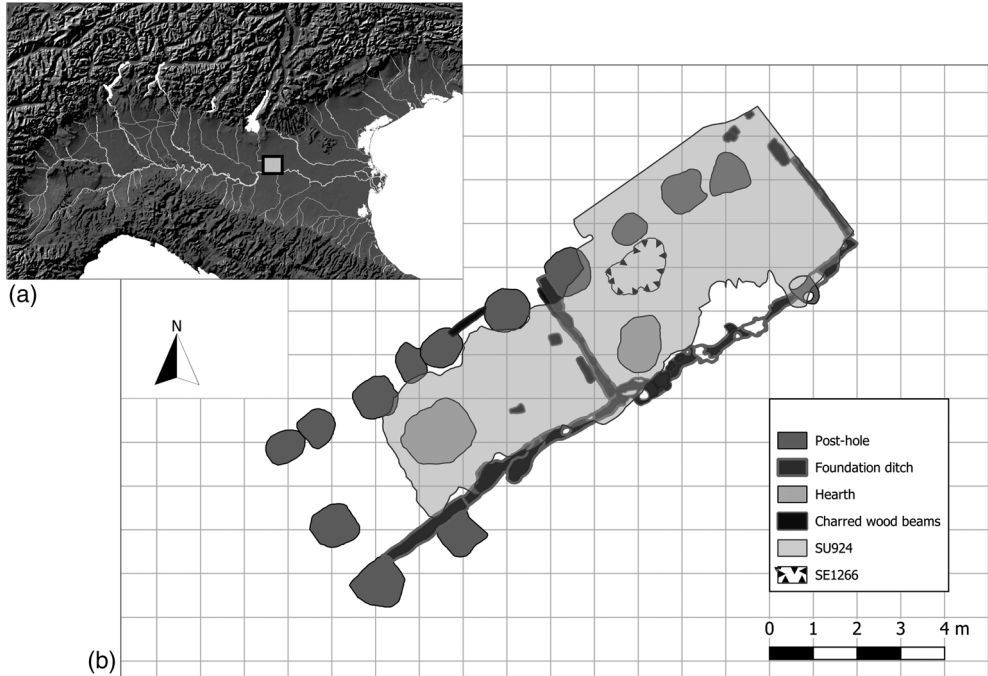 (a)
N
Post-hole
Foundation ditch
Hearth
Charred wood beams
SU924
SE1266
0 1 2 3 4 m
(b)